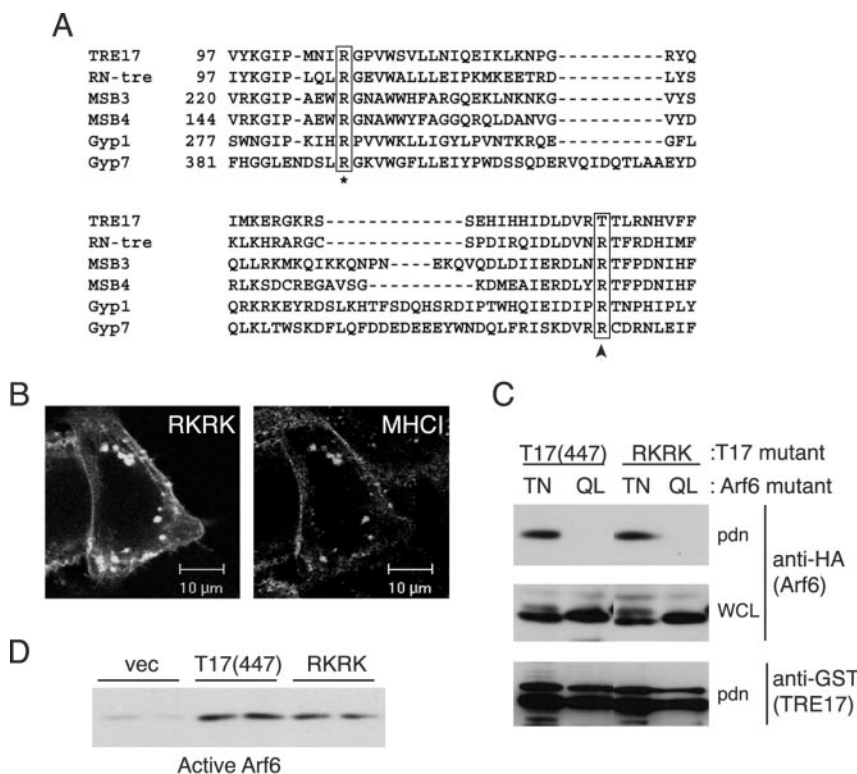 A
TRE17 97 VYKGIP-MNIRGPVWSVLLNIQEIKLKNPG----------RYQ
RN-tre 97 IYKGIP-LQLRGEVWALLLEIPKMKEETRD----------LYS
MSB3 220 VRKGIP-AEWRGNAWWHFARGQEKLNKNKG----------VYS
MSB4 144 VRKGIP-AEWRGNAWWYFAGGQRQLDANVG----------VYD
Gyp1 277 SWNGIP-KIHRPVVWKLLIGYLPVNTKRQE----------GFL
Gyp7 381 FHGGLENDSLRGKVWGFLLEIYPWDSSQDERVQIDQTLAAEYD
*
TRE17 IMKERGKRS-------------SEHIHHIDLDVRTTLRNHVFF
RN-tre KLKHRARGC-------------SPDIRQIDLDVNRTFRDHIMF
MSB3 QLLRKMKQIKKQNPN----EKQVQDLDIIERDLNRTFPDNIHF
MSB4 RLKSDCREGAVSG---------KDMEAIERDLYRTFPDNIHF
Gyp1 QRKRKEYRDSLKHTFSDQHSRDIPTWHQIEIDIPRTNPHIPLY
Gyp7 QLKLTWSKDFLQFDDEDEEEYWNDQLFRISKDVRRCDRNLEIF
B
RKRK
10 µm
MHCI
10 µm
C
T17(447) RKRK :T17 mutant
TN QL TN QL : Arf6 mutant
pdn
WCL
anti-HA
(Arf6)
pdn
anti-GST
(TRE17)
D
vec T17(447) RKRK
Active Arf6